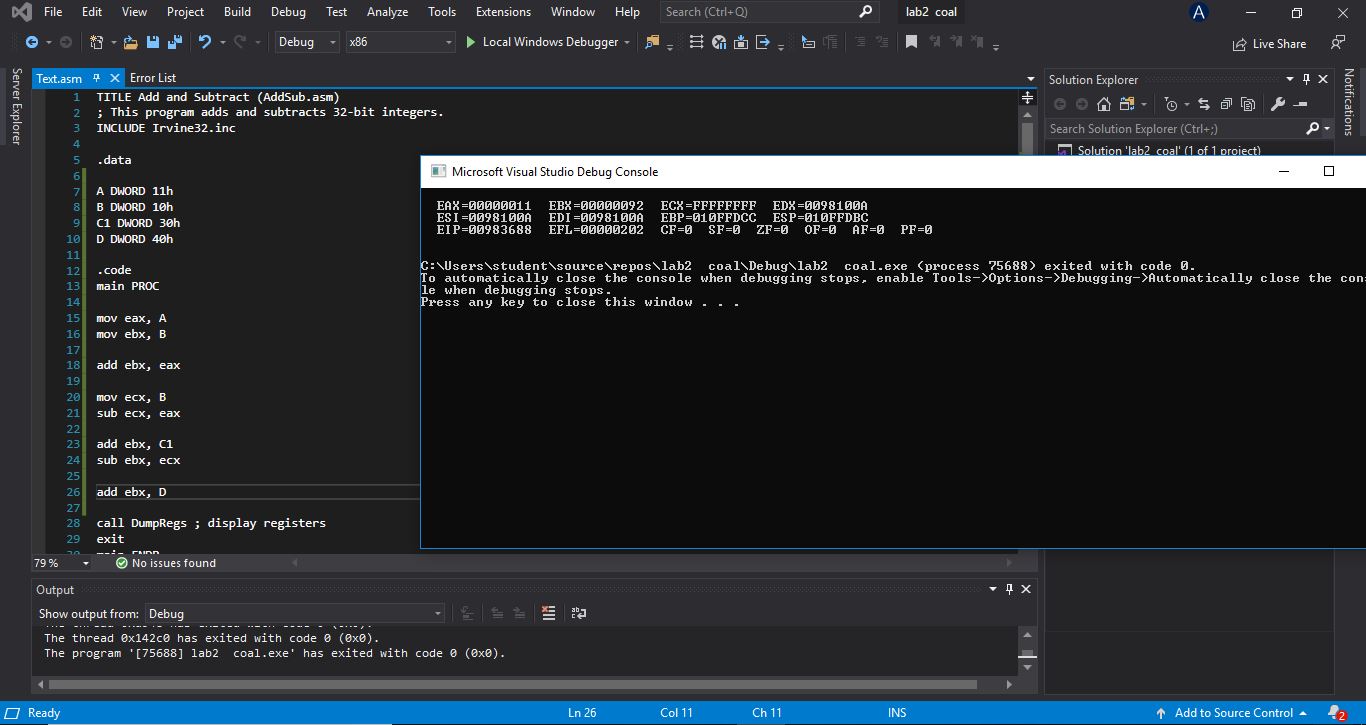 File Edit View Project Build Debug Test Analyze Tools Extensions Window Help Search (Ctrl+Q) lab2 coal A
Debug x86 Local Windows Debugger Live Share
Server Explorer
Text.asm Error List
1 TITLE Add and Subtract (AddSub.asm)
2 ; This program adds and subtracts 32-bit integers.
3 INCLUDE Irvine32.inc
4
5 .data
6
7 A DWORD 11h
8 B DWORD 10h
9 C1 DWORD 30h
10 D DWORD 40h
11
12 .code
13 main PROC
14
15 mov eax, A
16 mov ebx, B
17
18 add ebx, eax
19
20 mov ecx, B
21 sub ecx, eax
22
23 add ebx, C1
24 sub ebx, ecx
25
26 add ebx, D
27
28 call DumpRegs ; display registers
29 exit
30 main ENDP
79 % No issues found
Microsoft Visual Studio Debug Console
EAX=00000011 EBX=00000092 ECX=FFFFFFFF EDX=0098100A
ESI=0098100A EDI=0098100A EBP=010FFDCC ESP=010FFDBC
EIP=00983688 EFL=00000202 CF=0 SF=0 ZF=0 OF=0 AF=0 PF=0
C:\Users\student\source\repos\lab2 coal\Debug\lab2 coal.exe (process 75688) exited with code 0.
To automatically close the console when debugging stops, enable Tools->Options->Debugging->Automatically close the cons
le when debugging stops.
Press any key to close this window . . .
Solution Explorer
Search Solution Explorer (Ctrl+;)
Solution 'lab2 coal' (1 of 1 project)
Notifications
Output
Show output from: Debug
The thread 0x142c0 has exited with code 0 (0x0).
The program '[75688] lab2 coal.exe' has exited with code 0 (0x0).
Ready Ln 26 Col 11 Ch 11 INS Add to Source Control 2